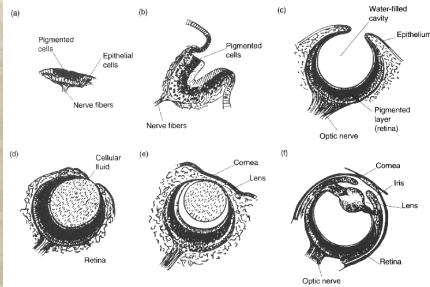 (a)
Pigmented
cells
Epithelial
cells
Nerve fibers
(b)
Pigmented
cells
Nerve fibers
(c)
Water-filled
cavity
Epithelium
Pigmented
layer
(retina)
Optic nerve
(d)
Cellular
fluid
Retina
(e)
Cornea
Lens
(f)
Cornea
Iris
Lens
Retina
Optic nerve